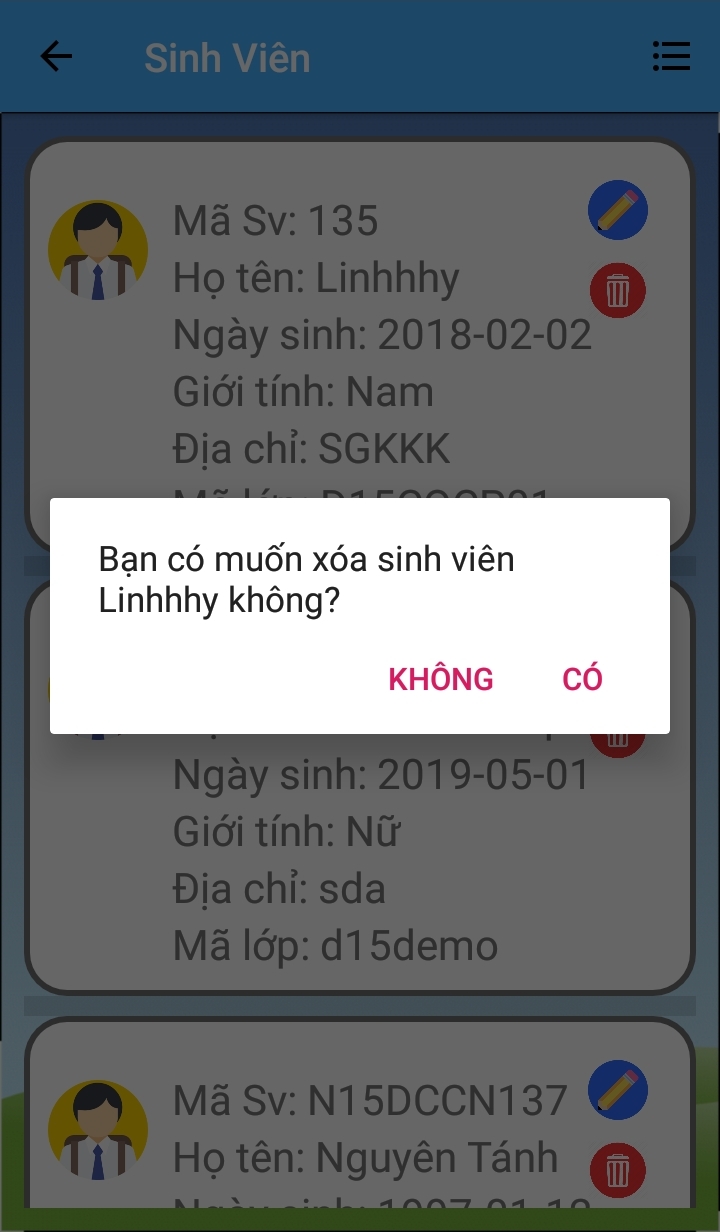 Sinh Viên
Mã Sv: 135
Họ tên: Linhhhy
Ngày sinh: 2018-02-02
Giới tính: Nam
Địa chỉ: SGKKK
Bạn có muốn xóa sinh viên
Linhhhy không?
KHÔNG CÓ
Ngày sinh: 2019-05-01
Giới tính: Nữ
Địa chỉ: sda
Mã lớp: d15demo
Mã Sv: N15DCCN137
Họ tên: Nguyên Tánh